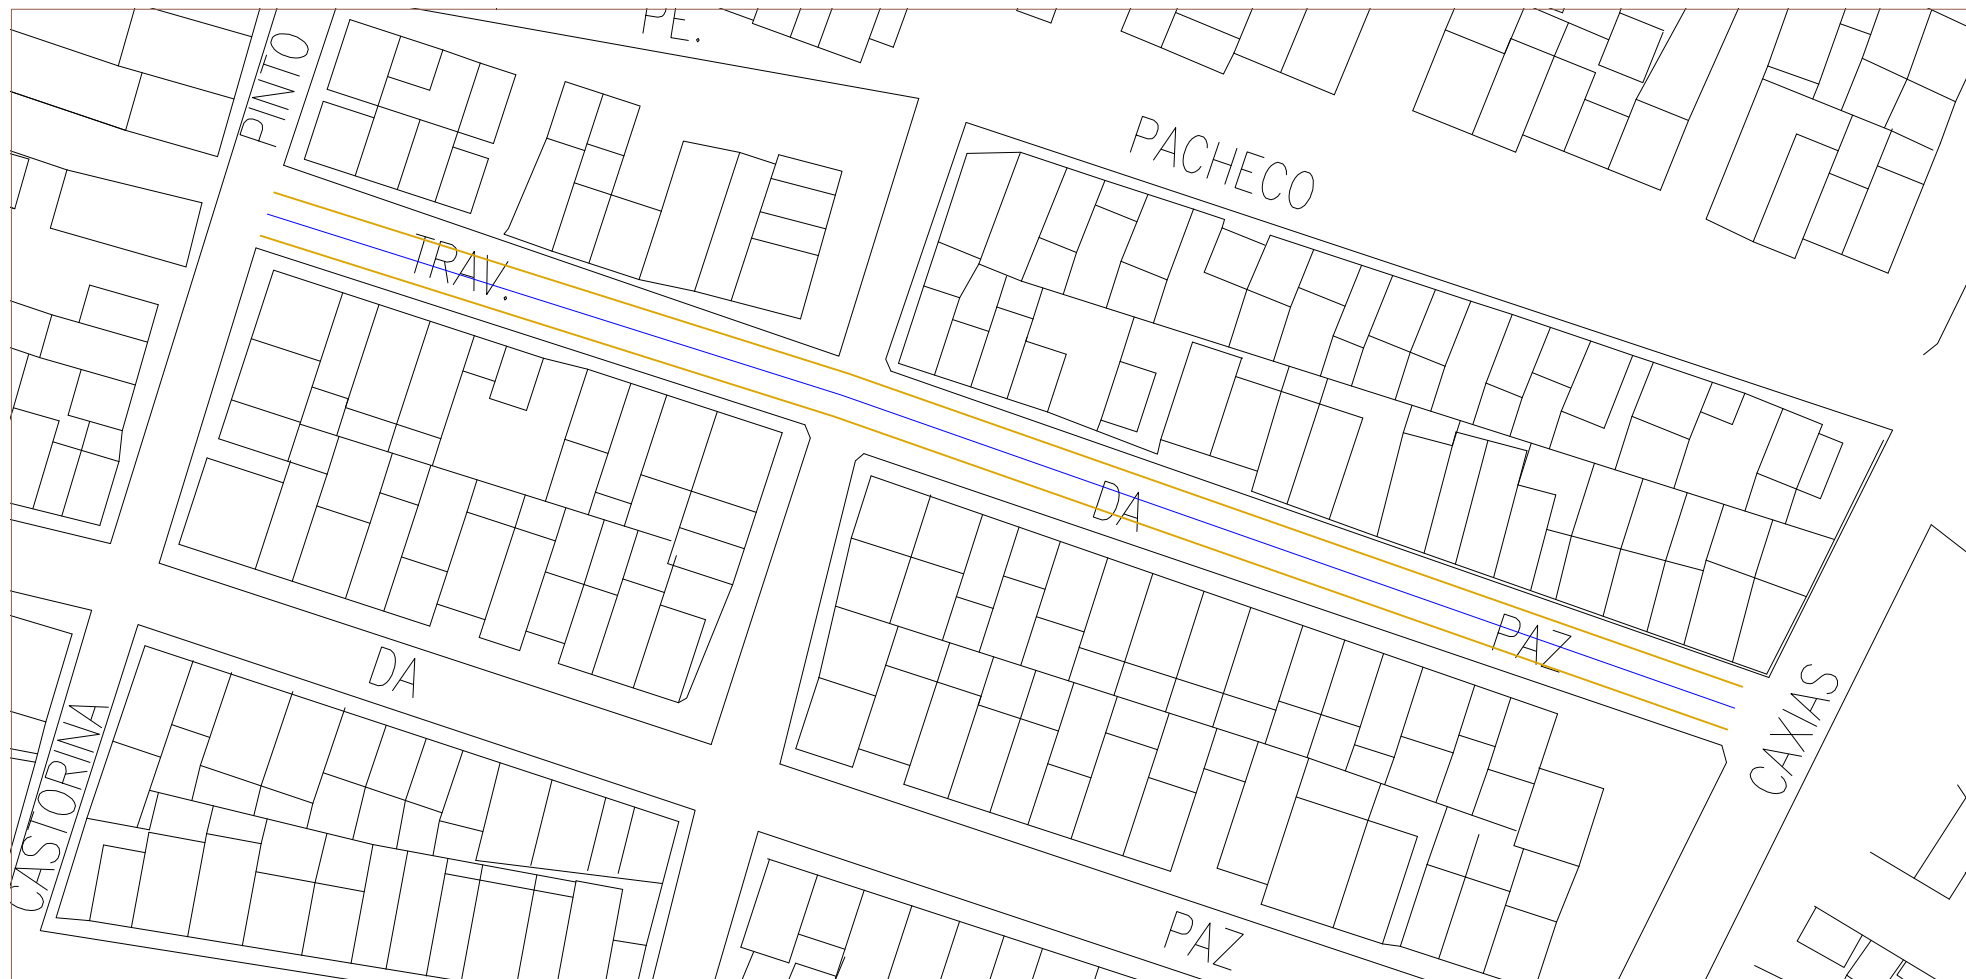 PE.
PINTO
PACHECO
TRAV. DA PAZ
CAXIAS
DA PAZ
CASTORINA